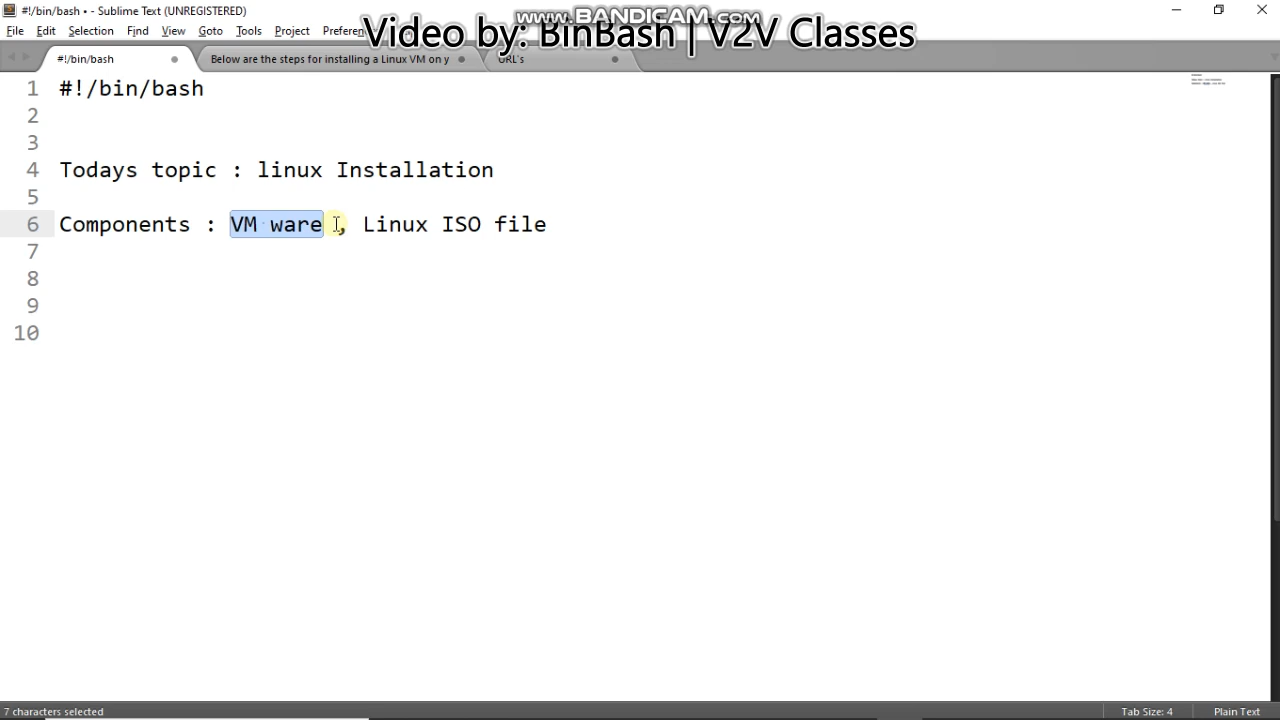 #!/bin/bash • - Sublime Text (UNREGISTERED)
www.BANDICAM.com
File Edit Selection Find View Goto Tools Project
Video by: BinBash | V2V Classes
#!/bin/bash
Below are the steps for installing a Linux VM on y
URL's
1 #!/bin/bash
2
3
4 Todays topic : linux Installation
5
6 Components : VM ware , Linux ISO file
7
8
9
10
7 characters selected
Tab Size: 4
Plain Text